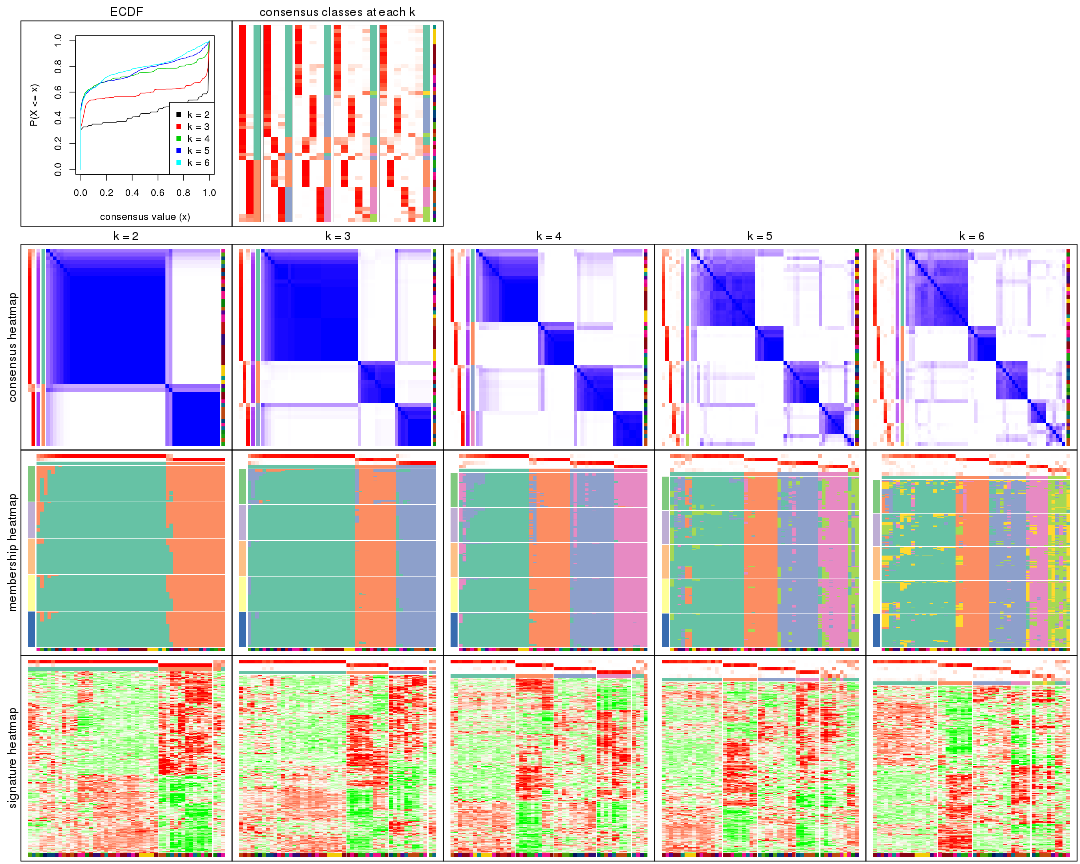 ECDF
consensus classes at each k
P(X <= x)
0.0
0.2
0.4
0.6
0.8
1.0
k = 2
k = 3
k = 4
k = 5
k = 6
0.0 0.2 0.4 0.6 0.8 1.0
consensus value (x)
k = 2
k = 3
k = 4
k = 5
k = 6
consensus heatmap
membership heatmap
signature heatmap